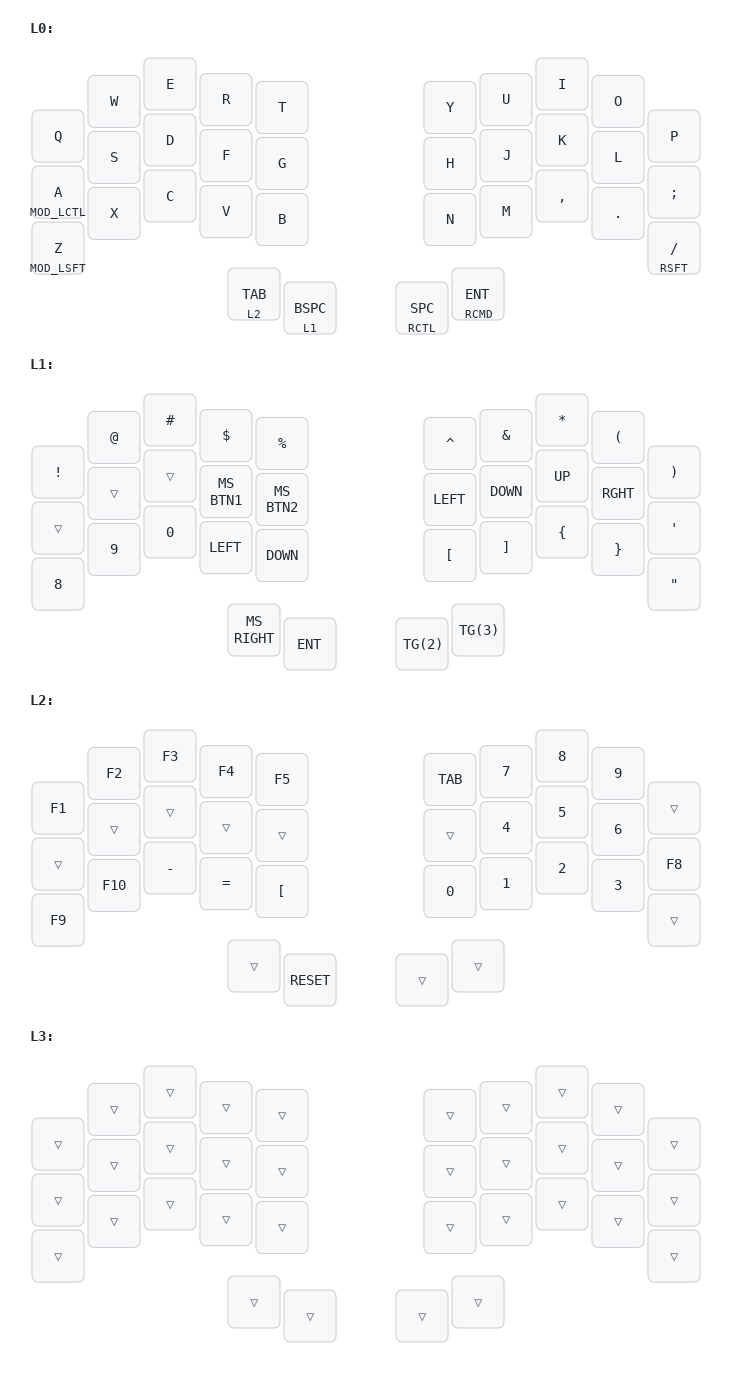 L0:
Q W E R T Y U I O P
A S D F G H J K L ;
MOD_LCTL
Z X C V B N M , . /
MOD_LSFT RSFT
TAB BSPC SPC ENT
L2 L1 RCTL RCMD
L1:
! @ # $ % ^ & * ( )
▽ ▽ ▽ MS BTN1 MS BTN2 LEFT DOWN UP RGHT '
8 9 0 LEFT DOWN [ ] { } "
MS RIGHT ENT TG(2) TG(3)
L2:
F1 F2 F3 F4 F5 TAB 7 8 9 ▽
▽ ▽ ▽ ▽ ▽ ▽ 4 5 6 F8
F9 F10 - = [ 0 1 2 3 ▽
▽ RESET ▽ ▽
L3:
▽ ▽ ▽ ▽ ▽ ▽ ▽ ▽ ▽ ▽
▽ ▽ ▽ ▽ ▽ ▽ ▽ ▽ ▽ ▽
▽ ▽ ▽ ▽ ▽ ▽ ▽ ▽ ▽ ▽
▽ ▽ ▽ ▽